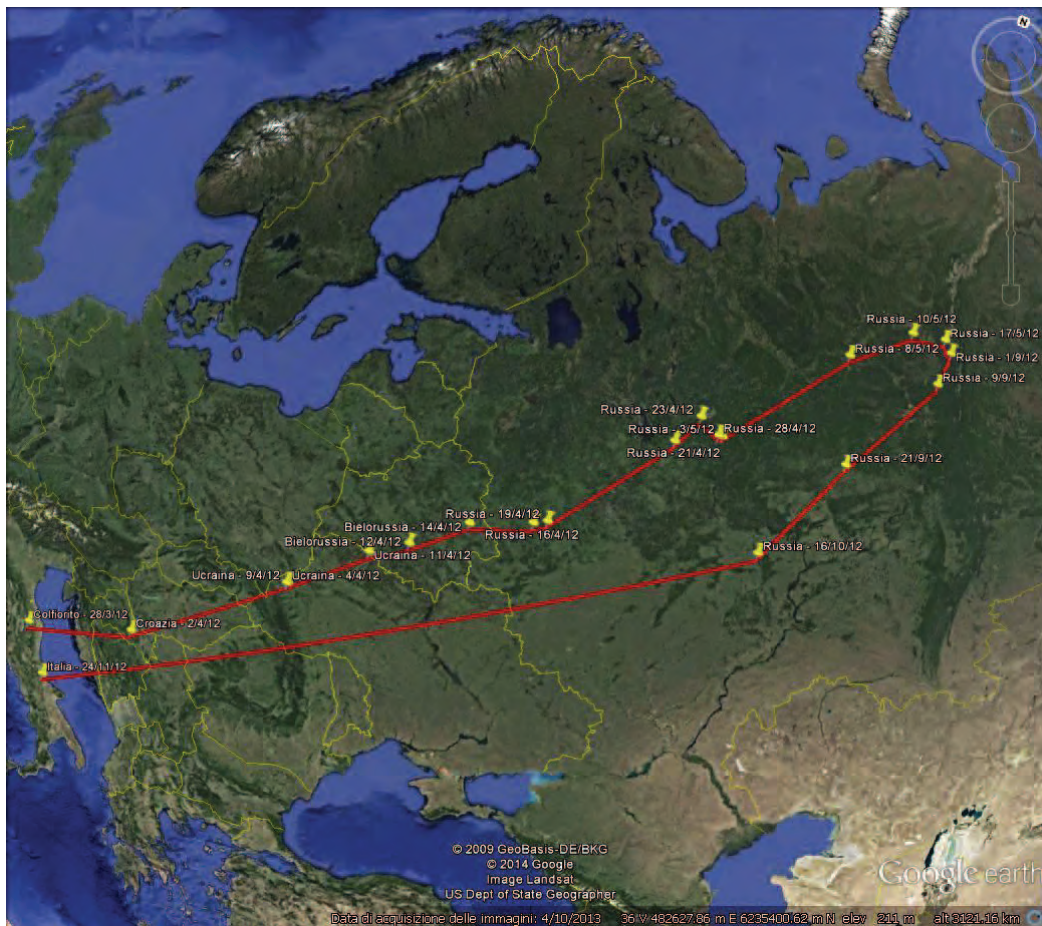 N
Russia - 10/5/12
Russia - 17/5/12
Russia - 8/5/12
Russia - 1/9/12
Russia - 9/9/12
Russia - 23/4/12
Russia - 3/5/12
Russia - 28/4/12
Russia - 21/4/12
Russia - 21/9/12
Russia - 19/4/12
Bielorussia - 14/4/12
Russia - 16/4/12
Bielorussia - 12/4/12
Ucraina - 11/4/12
Russia - 16/10/12
Ucraina - 9/4/12
Ucraina - 4/4/12
Colfiorito - 28/3/12
Croazia - 2/4/12
Italia - 24/11/12
© 2009 GeoBasis-DE/BKG
© 2014 Google
Image Landsat
US Dept of State Geographer
Google earth
Data di acquisizione delle immagini: 4/10/2013 36 V 482627.86 m E 6235400.62 m N elev 211 m alt 3121.16 km